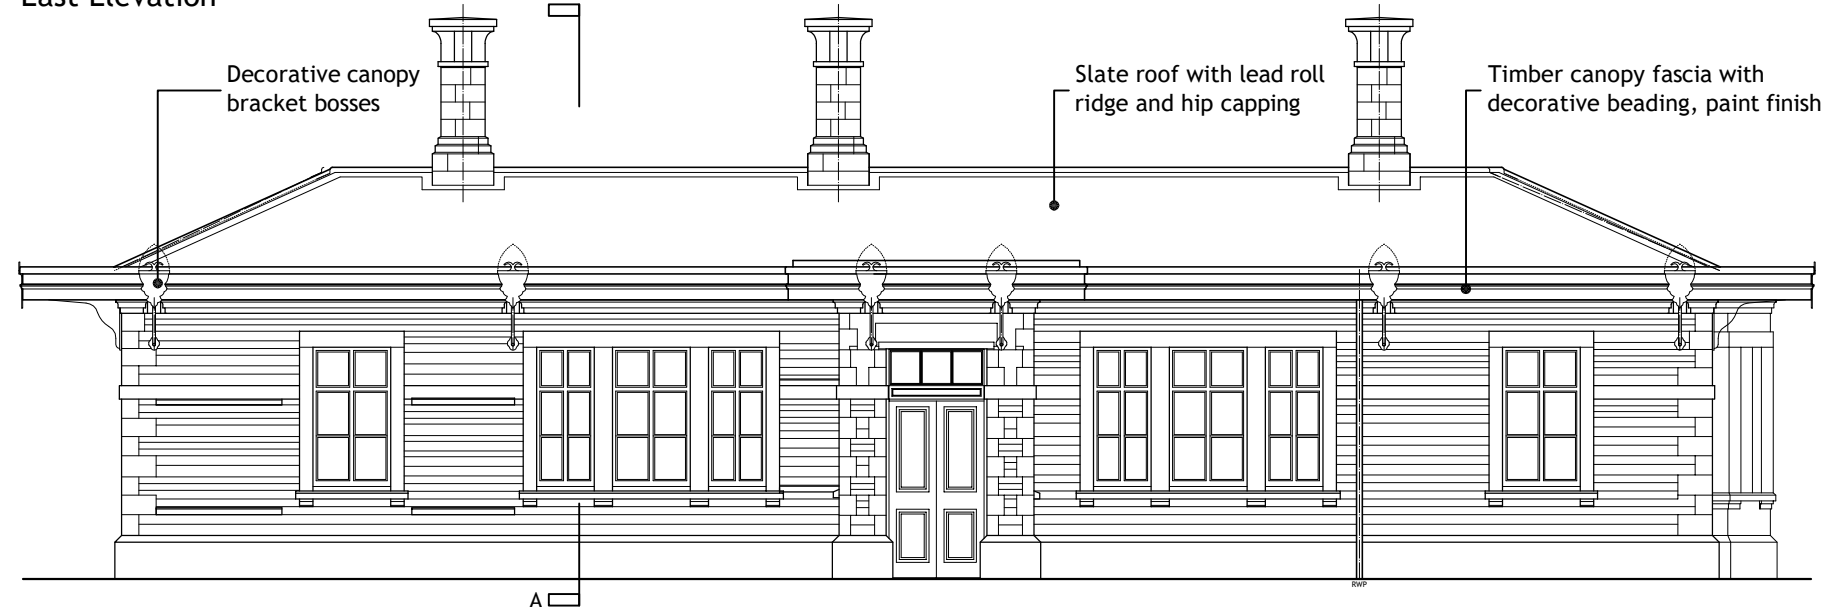 East Elevation
Decorative canopy
bracket bosses
Slate roof with lead roll
ridge and hip capping
Timber canopy fascia with
decorative beading, paint finish
RWP
A